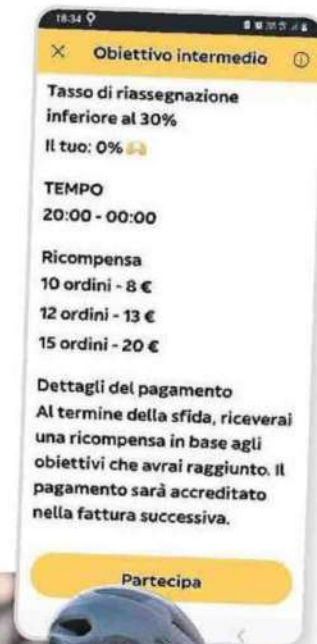 18:34
Obiettivo intermedio
Tasso di riassegnazione
inferiore al 30%
Il tuo: 0% 🙌
TEMPO
20:00 - 00:00
Ricompensa
10 ordini - 8 €
12 ordini - 13 €
15 ordini - 20 €
Dettagli del pagamento
Al termine della sfida, riceverai
una ricompensa in base agli
obiettivi che avrai raggiunto. Il
pagamento sarà accreditato
nella fattura successiva.
Partecipa